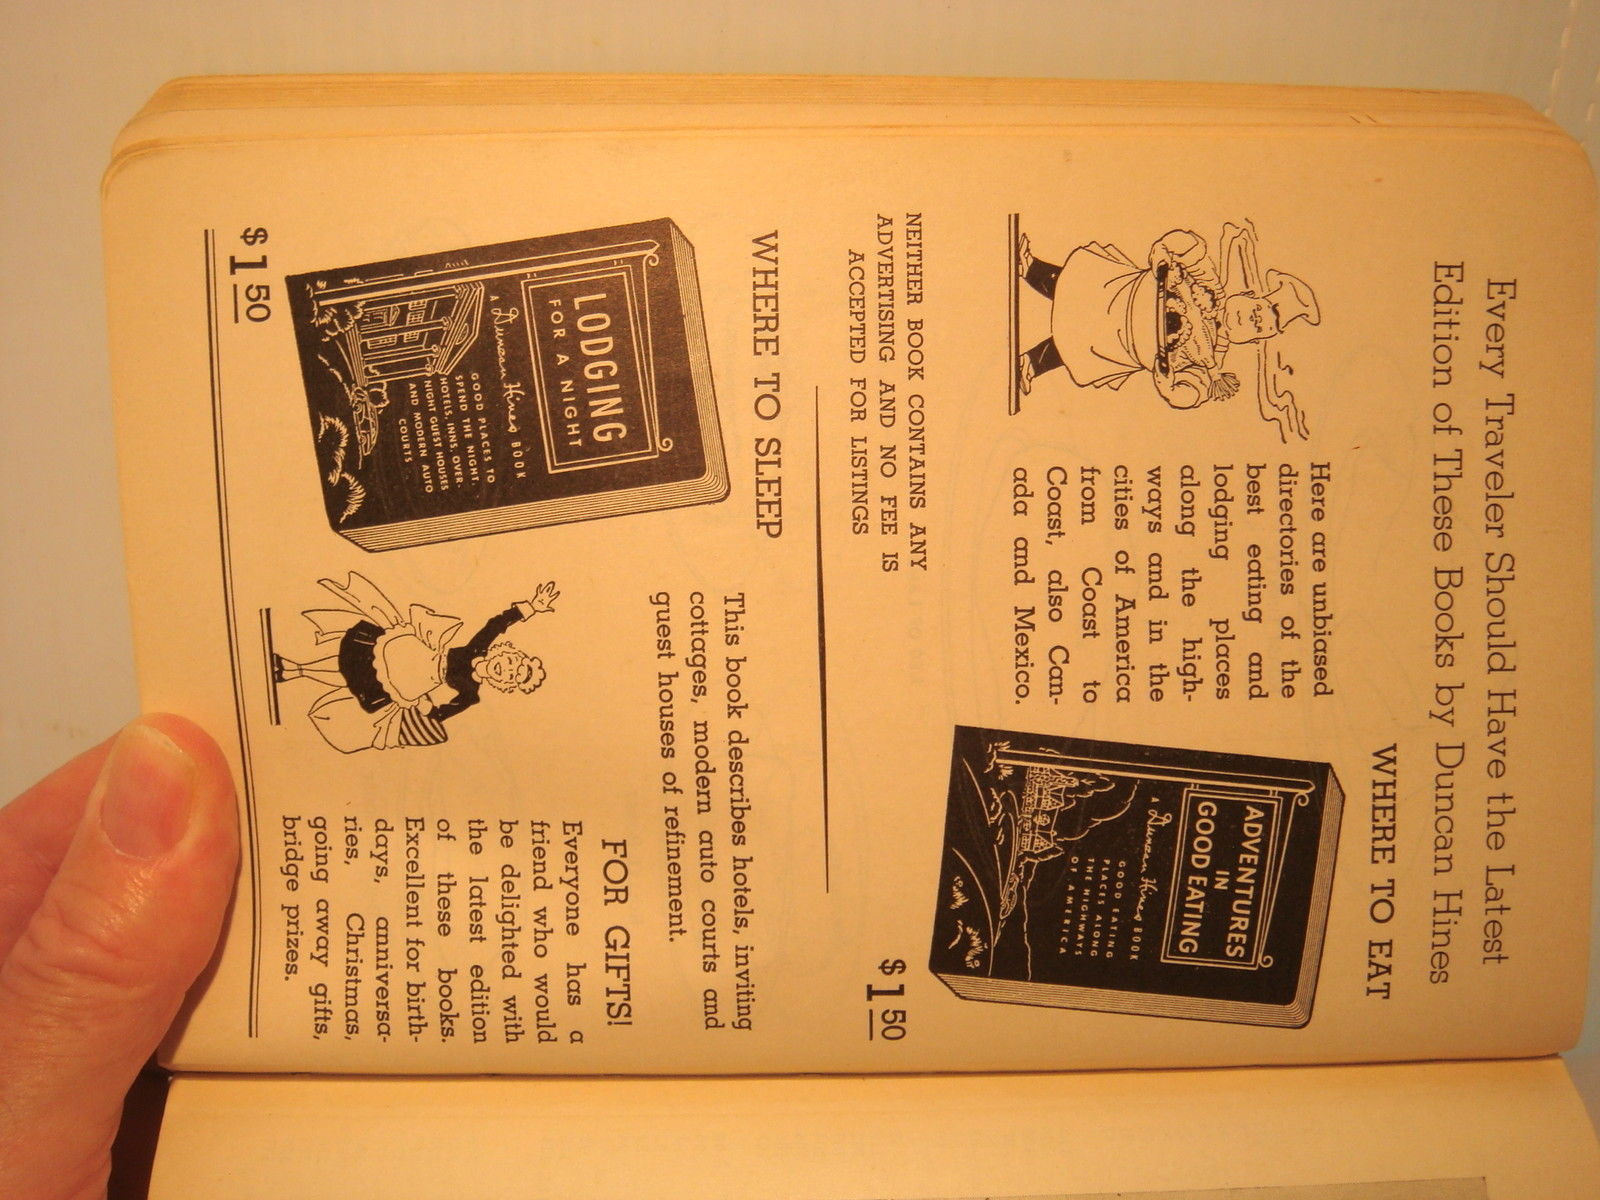 Every Traveler Should Have the Latest
Edition of These Books by Duncan Hines
WHERE TO EAT
Here are unbiased
directories of the
best eating and
lodging places
along the high-
ways and in the
cities of America
from Coast to
Coast, also Can-
ada and Mexico.
ADVENTURES
IN
GOOD EATING
A Duncan Hines BOOK
GOOD EATING
PLACES ALONG
THE HIGHWAYS
OF AMERICA
NEITHER BOOK CONTAINS ANY
ADVERTISING AND NO FEE IS
ACCEPTED FOR LISTINGS
$1.50
WHERE TO SLEEP
LODGING
FOR A NIGHT
A Duncan Hines BOOK
GOOD PLACES TO
SPEND THE NIGHT.
HOTELS, INNS, OVER-
NIGHT GUEST HOUSES
AND MODERN AUTO
COURTS
$1.50
This book describes hotels, inviting
cottages, modern auto courts and
guest houses of refinement.
FOR GIFTS!
Everyone has a
friend who would
be delighted with
the latest edition
of these books.
Excellent for birth-
days, anniversa-
ries, Christmas,
going away gifts,
bridge prizes.